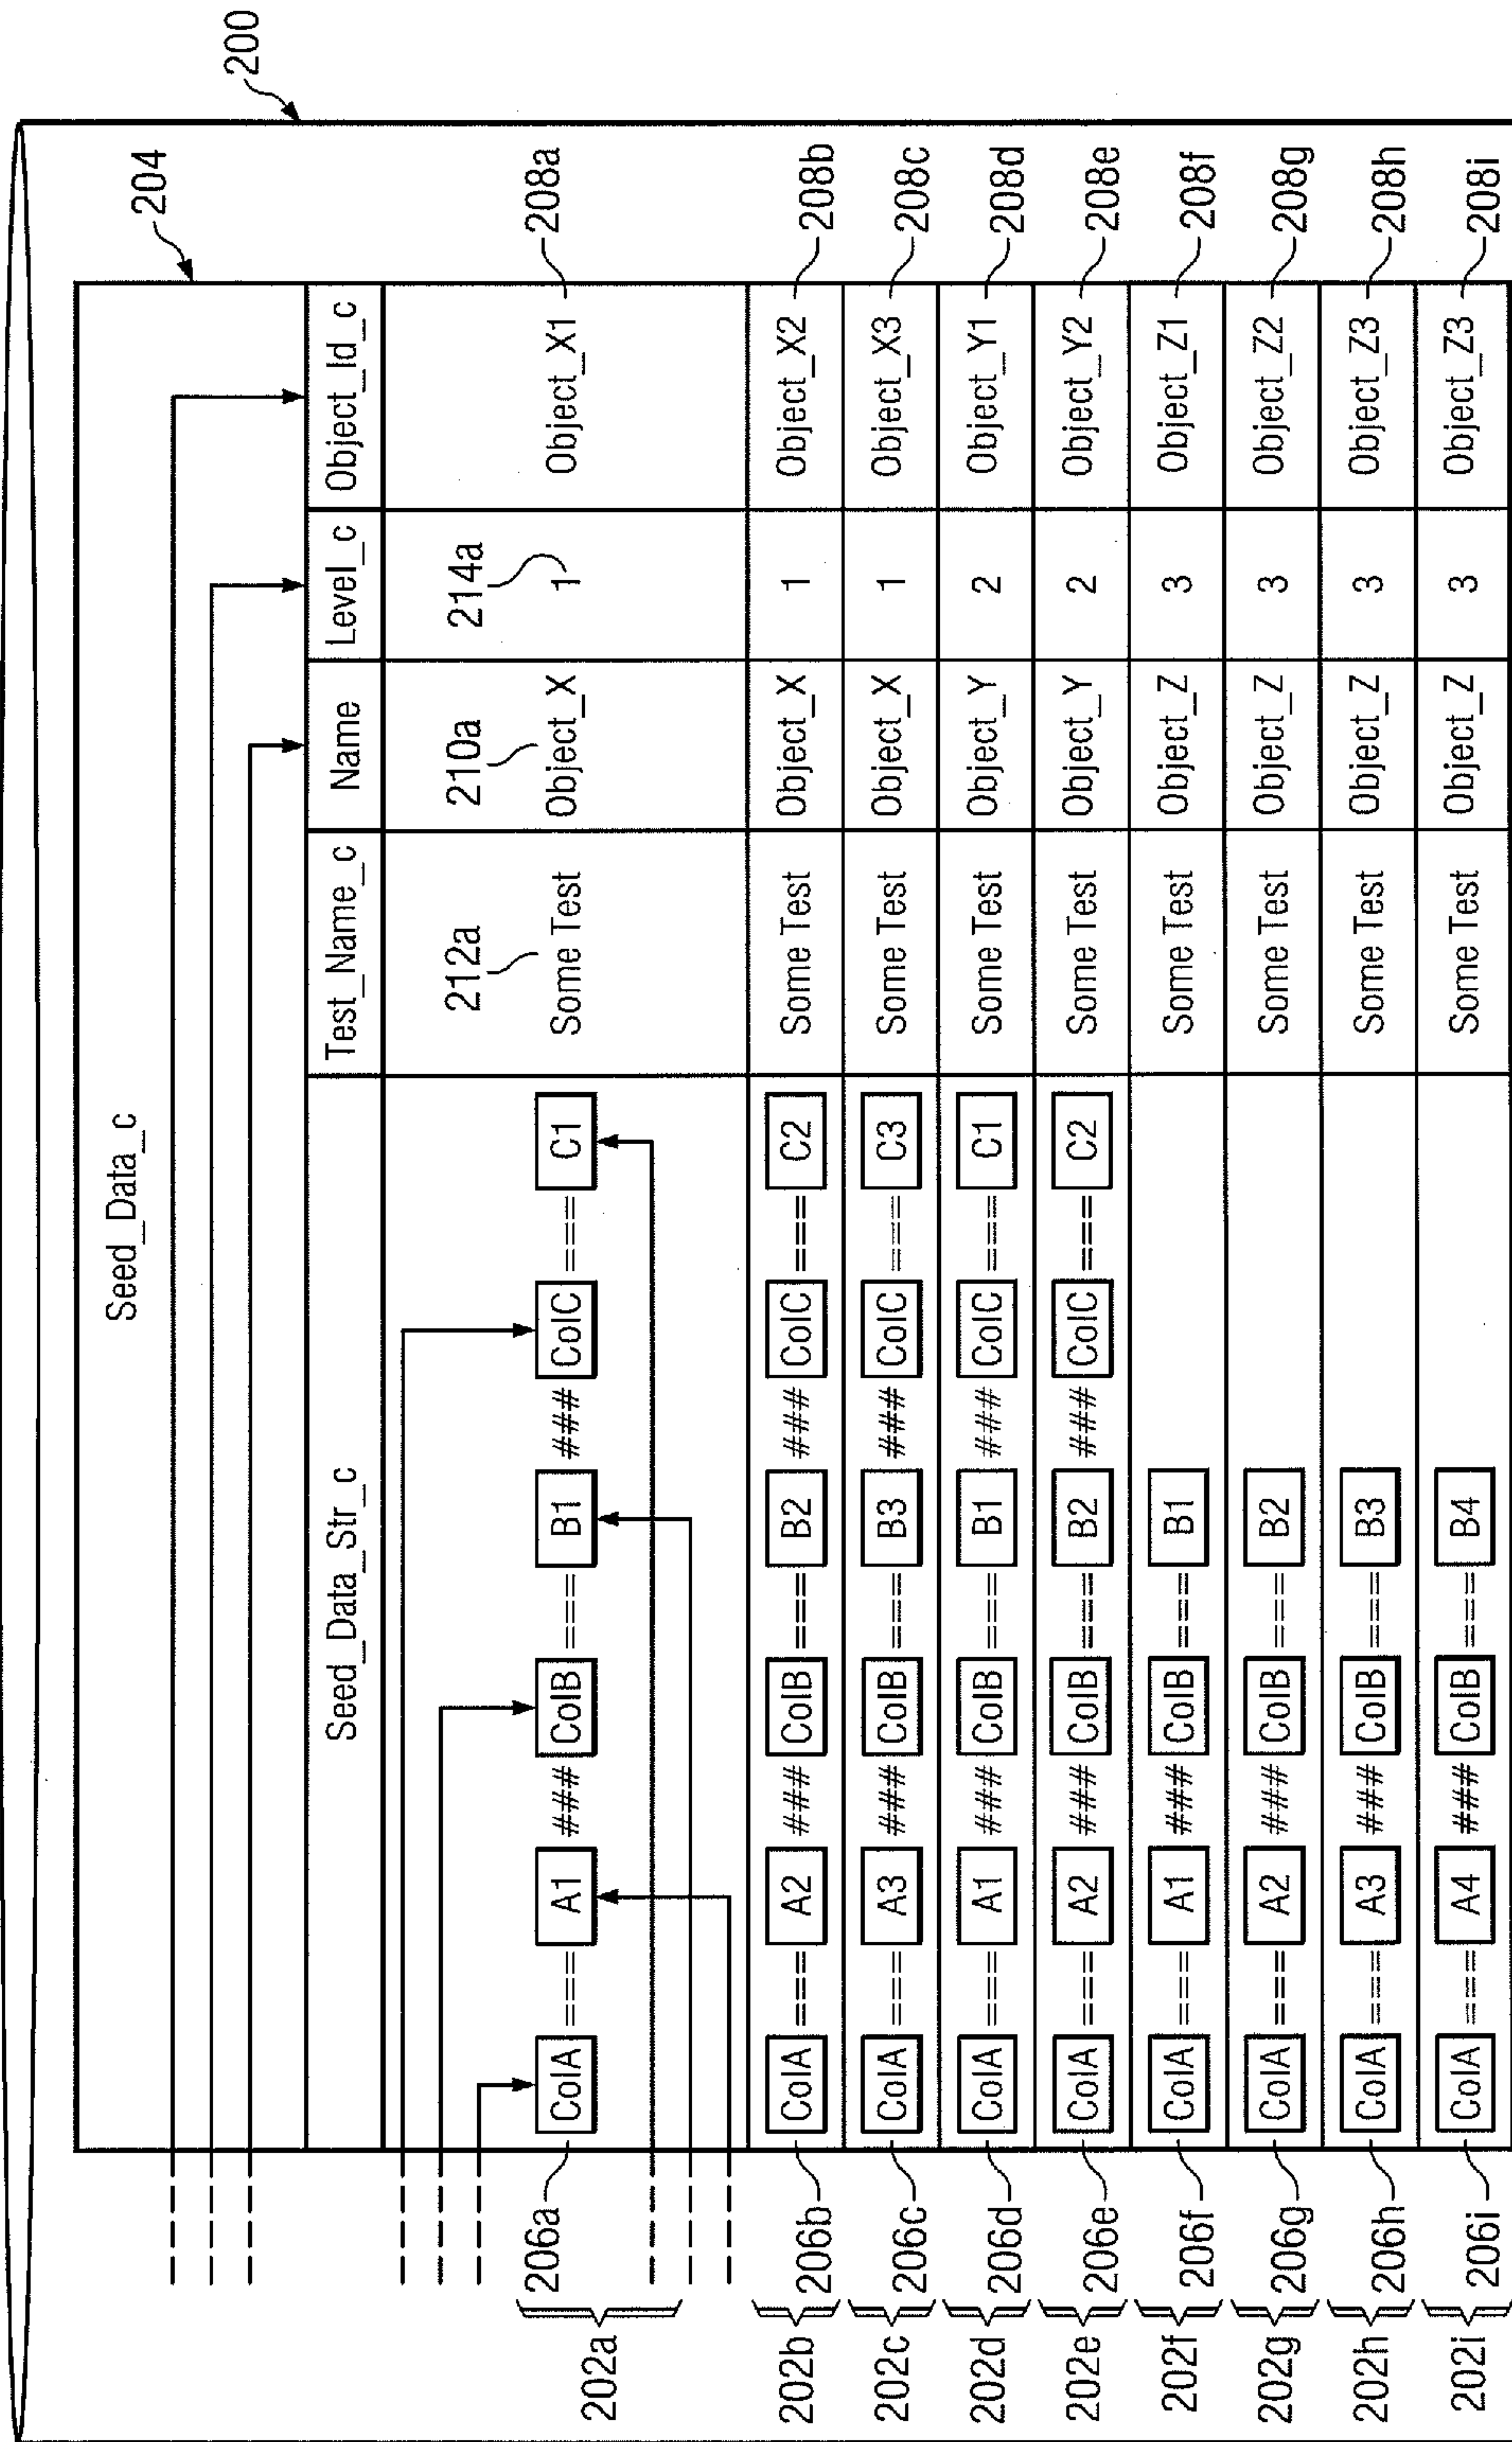 200
204
Seed_Data_c
Seed_Data_Str_c Test_Name_c Name Level_c Object_Id_c
212a 210a 214a
202a 206a ColA === A1 ### ColB === B1 ### ColC === C1 Some Test Object_X 1 Object_X1 208a
202b 206b ColA === A2 ### ColB === B2 ### ColC === C2 Some Test Object_X 1 Object_X2 208b
202c 206c ColA === A3 ### ColB === B3 ### ColC === C3 Some Test Object_X 1 Object_X3 208c
202d 206d ColA === A1 ### ColB === B1 ### ColC === C1 Some Test Object_Y 2 Object_Y1 208d
202e 206e ColA === A2 ### ColB === B2 ### ColC === C2 Some Test Object_Y 2 Object_Y2 208e
202f 206f ColA === A1 ### ColB === B1 Some Test Object_Z 3 Object_Z1 208f
202g 206g ColA === A2 ### ColB === B2 Some Test Object_Z 3 Object_Z2 208g
202h 206h ColA === A3 ### ColB === B3 Some Test Object_Z 3 Object_Z3 208h
202i 206i ColA === A4 ### ColB === B4 Some Test Object_Z 3 Object_Z3 208i